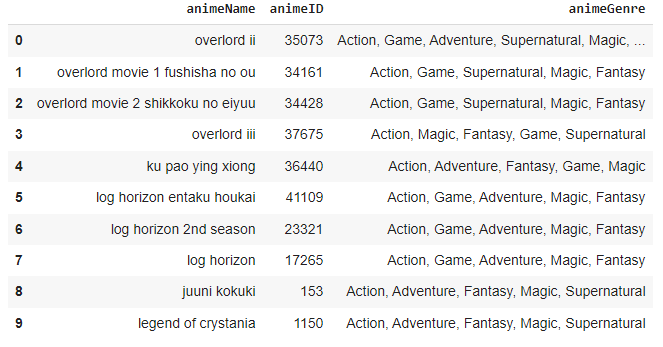 animeName animeID animeGenre
0 overlord ii 35073 Action, Game, Adventure, Supernatural, Magic, ...
1 overlord movie 1 fushisha no ou 34161 Action, Game, Supernatural, Magic, Fantasy
2 overlord movie 2 shikkoku no eiyuu 34428 Action, Game, Supernatural, Magic, Fantasy
3 overlord iii 37675 Action, Magic, Fantasy, Game, Supernatural
4 ku pao ying xiong 36440 Action, Adventure, Fantasy, Game, Magic
5 log horizon entaku houkai 41109 Action, Game, Adventure, Magic, Fantasy
6 log horizon 2nd season 23321 Action, Game, Adventure, Magic, Fantasy
7 log horizon 17265 Action, Game, Adventure, Magic, Fantasy
8 juuni kokuki 153 Action, Adventure, Fantasy, Magic, Supernatural
9 legend of crystania 1150 Action, Adventure, Fantasy, Magic, Supernatural